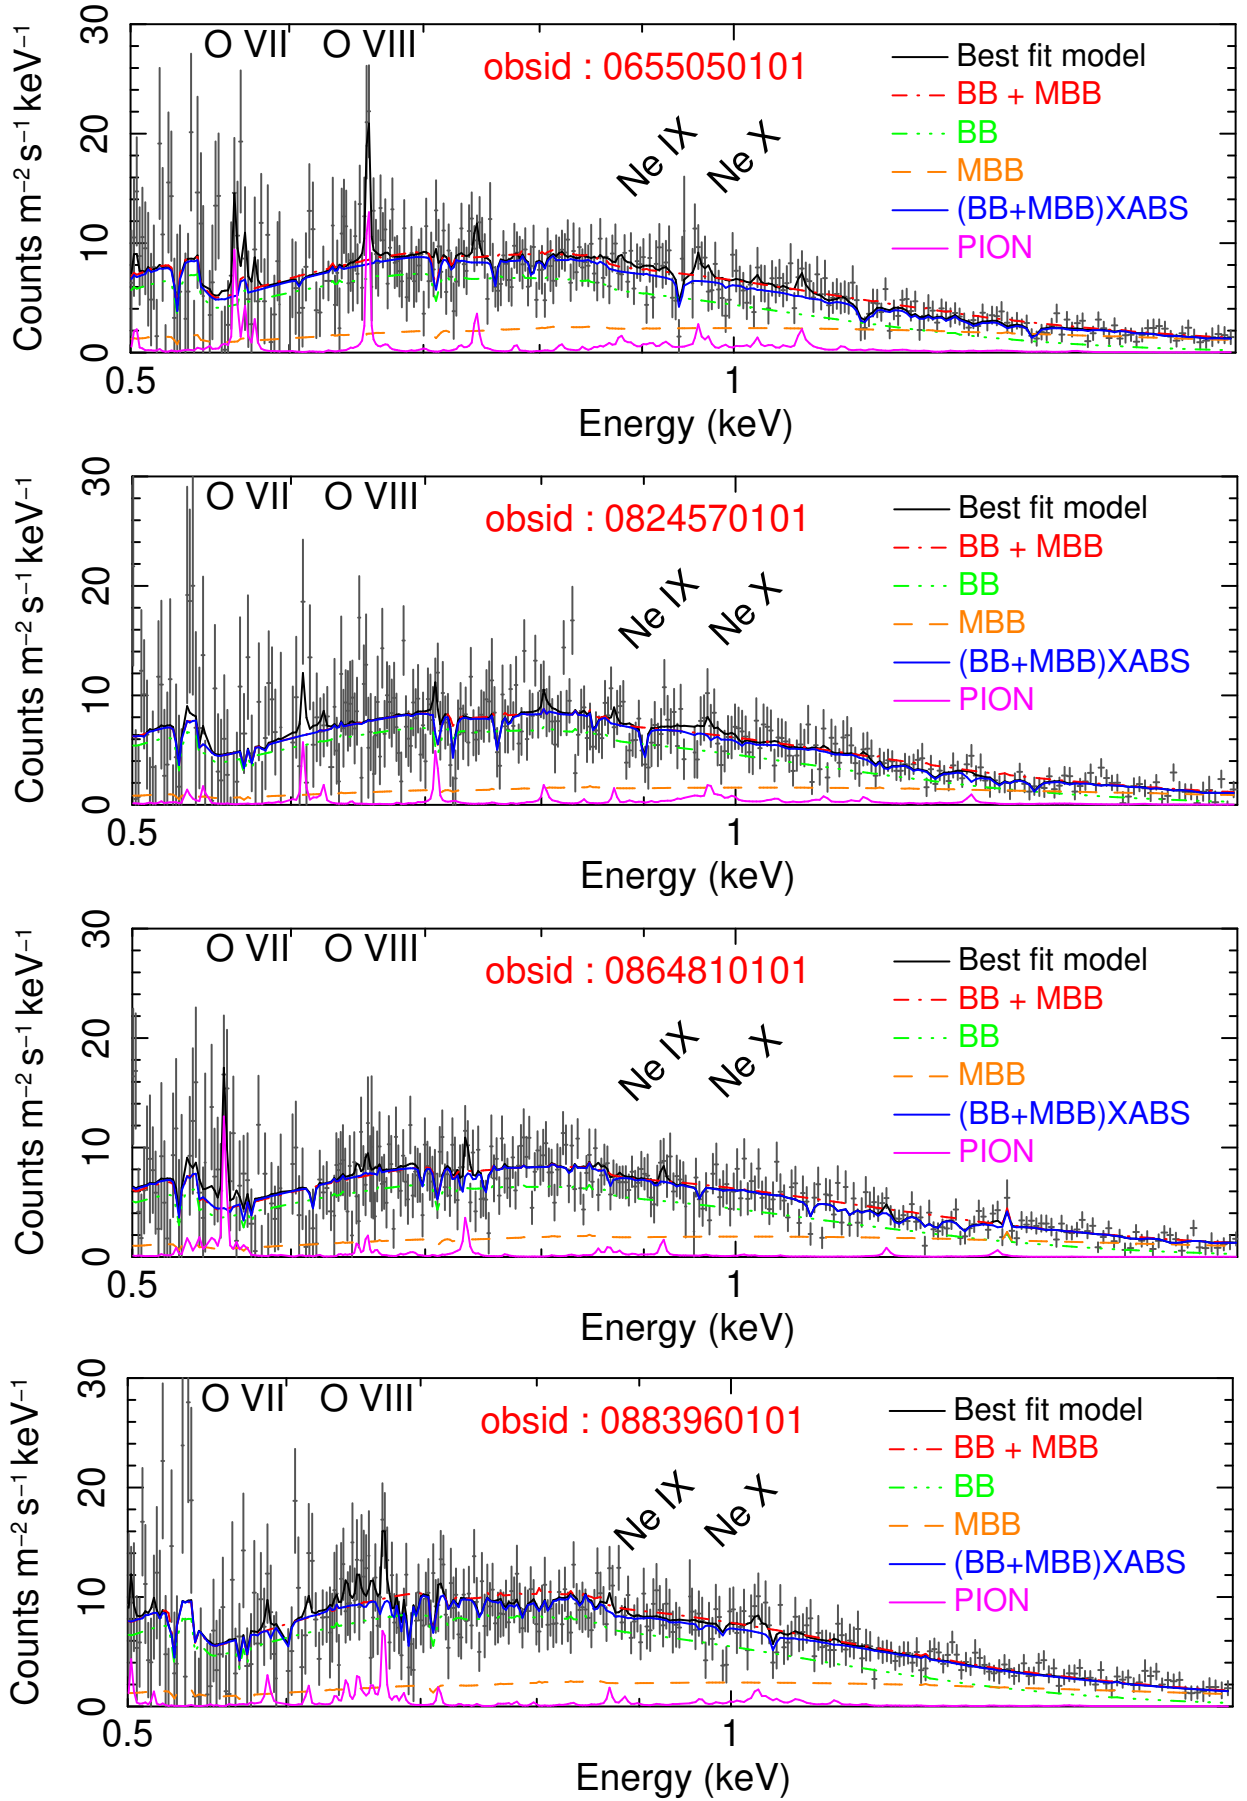 30
20
10
0
Counts m−2 s−1 keV−1
O VII O VIII
obsid : 0655050101
Ne IX
Ne X
Best fit model
BB + MBB
BB
MBB
(BB+MBB)XABS
PION
0.5 1
Energy (keV)
30
20
10
0
Counts m−2 s−1 keV−1
O VII O VIII
obsid : 0824570101
Ne IX
Ne X
Best fit model
BB + MBB
BB
MBB
(BB+MBB)XABS
PION
0.5 1
Energy (keV)
30
20
10
0
Counts m−2 s−1 keV−1
O VII O VIII
obsid : 0864810101
Ne IX
Ne X
Best fit model
BB + MBB
BB
MBB
(BB+MBB)XABS
PION
0.5 1
Energy (keV)
30
20
10
0
Counts m−2 s−1 keV−1
O VII O VIII
obsid : 0883960101
Ne IX
Ne X
Best fit model
BB + MBB
BB
MBB
(BB+MBB)XABS
PION
0.5 1
Energy (keV)